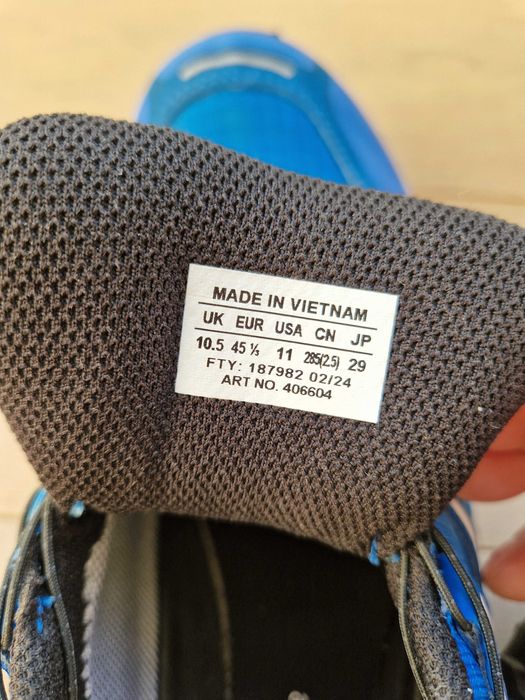 MADE IN VIETNAM
UK EUR USA CN JP
10.5 45 ⅓ 11 285(2.5) 29
FTY: 187982 02/24
ART NO. 406604